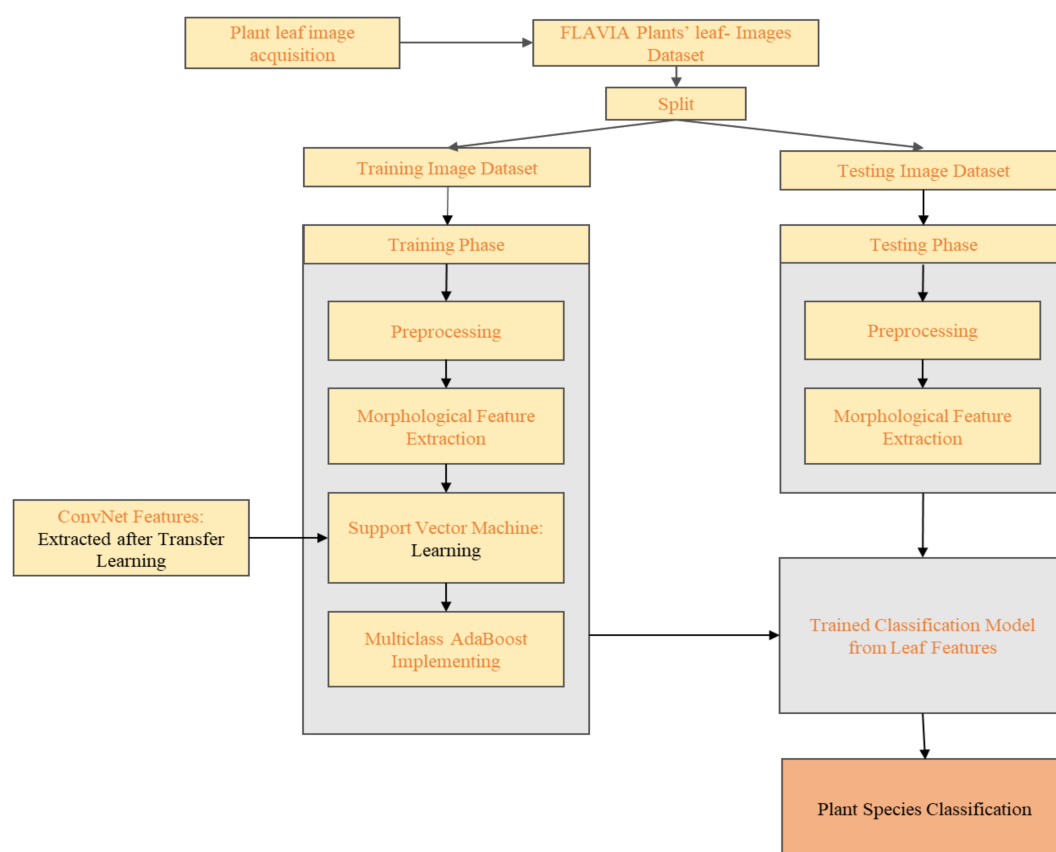 Plant leaf image
acquisition
FLAVIA Plants' leaf- Images
Dataset
Split
Training Image Dataset
Testing Image Dataset
Training Phase
Testing Phase
Preprocessing
Preprocessing
Morphological Feature
Extraction
Morphological Feature
Extraction
ConvNet Features:
Extracted after Transfer
Learning
Support Vector Machine:
Learning
Multiclass AdaBoost
Implementing
Trained Classification Model
from Leaf Features
Plant Species Classification